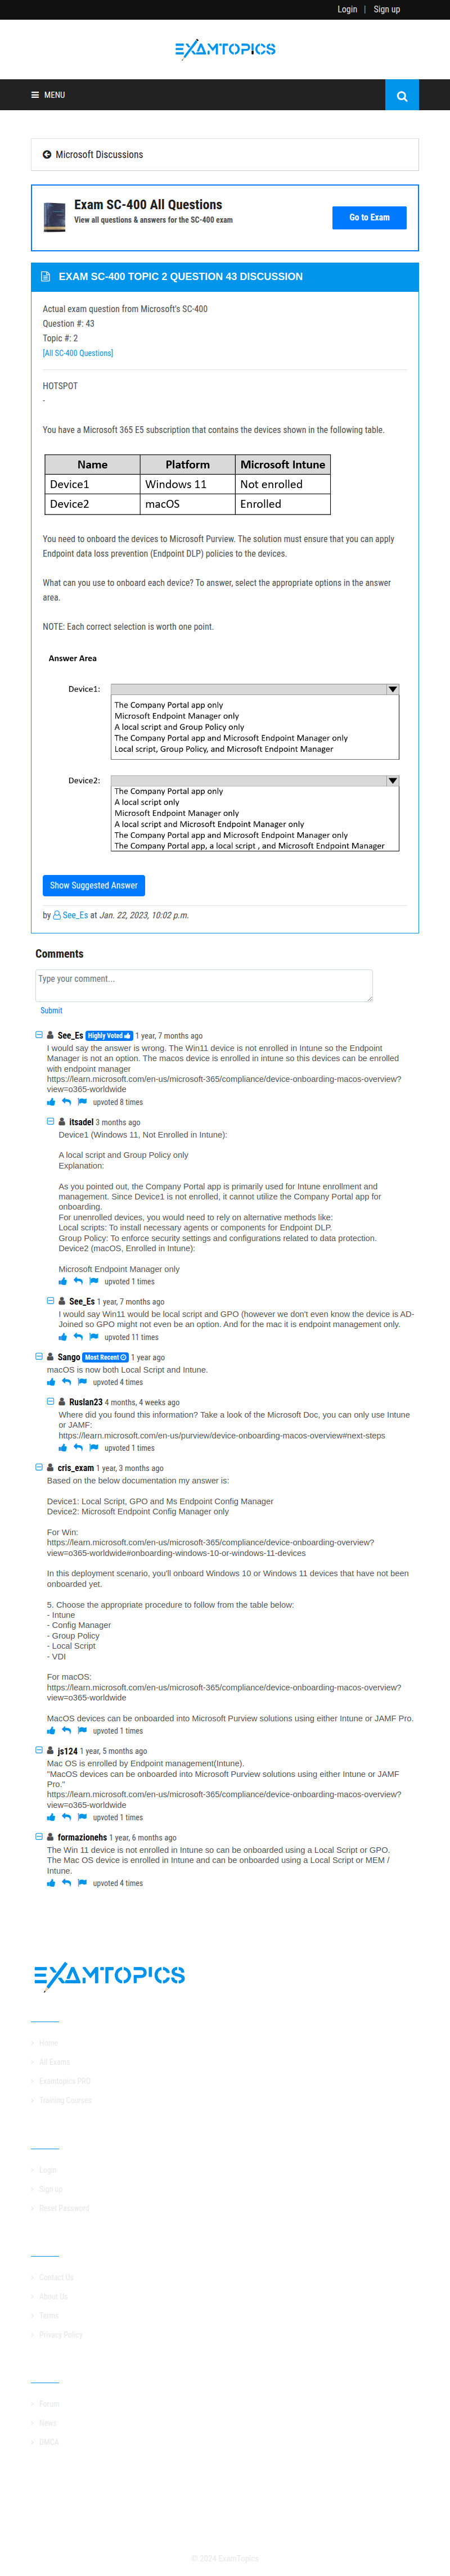 Login | Sign up
EXAMTOPICS
MENU
Microsoft Discussions
Exam SC-400 All Questions
View all questions & answers for the SC-400 exam
Go to Exam
EXAM SC-400 TOPIC 2 QUESTION 43 DISCUSSION
Actual exam question from Microsoft's SC-400
Question #: 43
Topic #: 2
[All SC-400 Questions]
HOTSPOT
-
You have a Microsoft 365 E5 subscription that contains the devices shown in the following table.
Name Platform Microsoft Intune
Device1 Windows 11 Not enrolled
Device2 macOS Enrolled
You need to onboard the devices to Microsoft Purview. The solution must ensure that you can apply
Endpoint data loss prevention (Endpoint DLP) policies to the devices.
What can you use to onboard each device? To answer, select the appropriate options in the answer
area.
NOTE: Each correct selection is worth one point.
Answer Area
Device1:
The Company Portal app only
Microsoft Endpoint Manager only
A local script and Group Policy only
The Company Portal app and Microsoft Endpoint Manager only
Local script, Group Policy, and Microsoft Endpoint Manager
Device2:
The Company Portal app only
A local script only
Microsoft Endpoint Manager only
A local script and Microsoft Endpoint Manager only
The Company Portal app and Microsoft Endpoint Manager only
The Company Portal app, a local script , and Microsoft Endpoint Manager
Show Suggested Answer
by See_Es at Jan. 22, 2023, 10:02 p.m.
Comments
Type your comment...
Submit
See_Es Highly Voted 1 year, 7 months ago
I would say the answer is wrong. The Win11 device is not enrolled in Intune so the Endpoint
Manager is not an option. The macos device is enrolled in intune so this devices can be enrolled
with endpoint manager
https://learn.microsoft.com/en-us/microsoft-365/compliance/device-onboarding-macos-overview?
view=o365-worldwide
upvoted 8 times
itsadel 3 months ago
Device1 (Windows 11, Not Enrolled in Intune):
A local script and Group Policy only
Explanation:
As you pointed out, the Company Portal app is primarily used for Intune enrollment and
management. Since Device1 is not enrolled, it cannot utilize the Company Portal app for
onboarding.
For unenrolled devices, you would need to rely on alternative methods like:
Local scripts: To install necessary agents or components for Endpoint DLP.
Group Policy: To enforce security settings and configurations related to data protection.
Device2 (macOS, Enrolled in Intune):
Microsoft Endpoint Manager only
upvoted 1 times
See_Es 1 year, 7 months ago
I would say Win11 would be local script and GPO (however we don't even know the device is AD-
Joined so GPO might not even be an option. And for the mac it is endpoint management only.
upvoted 11 times
Sango Most Recent 1 year ago
macOS is now both Local Script and Intune.
upvoted 4 times
Ruslan23 4 months, 4 weeks ago
Where did you found this information? Take a look of the Microsoft Doc, you can only use Intune
or JAMF:
https://learn.microsoft.com/en-us/purview/device-onboarding-macos-overview#next-steps
upvoted 1 times
cris_exam 1 year, 3 months ago
Based on the below documentation my answer is:
Device1: Local Script, GPO and Ms Endpoint Config Manager
Device2: Microsoft Endpoint Config Manager only
For Win:
https://learn.microsoft.com/en-us/microsoft-365/compliance/device-onboarding-overview?
view=o365-worldwide#onboarding-windows-10-or-windows-11-devices
In this deployment scenario, you'll onboard Windows 10 or Windows 11 devices that have not been
onboarded yet.
5. Choose the appropriate procedure to follow from the table below:
- Intune
- Config Manager
- Group Policy
- Local Script
- VDI
For macOS:
https://learn.microsoft.com/en-us/microsoft-365/compliance/device-onboarding-macos-overview?
view=o365-worldwide
MacOS devices can be onboarded into Microsoft Purview solutions using either Intune or JAMF Pro.
upvoted 1 times
js124 1 year, 5 months ago
Mac OS is enrolled by Endpoint management(Intune).
"MacOS devices can be onboarded into Microsoft Purview solutions using either Intune or JAMF
Pro."
https://learn.microsoft.com/en-us/microsoft-365/compliance/device-onboarding-macos-overview?
view=o365-worldwide
upvoted 1 times
formazionehs 1 year, 6 months ago
The Win 11 device is not enrolled in Intune so can be onboarded using a Local Script or GPO.
The Mac OS device is enrolled in Intune and can be onboarded using a Local Script or MEM /
Intune.
upvoted 4 times
EXAMTOPICS
Home
All Exams
Examtopics PRO
Training Courses
Login
Sign up
Reset Password
Contact Us
About Us
Terms
Privacy Policy
Forum
News
DMCA
© 2024 ExamTopics